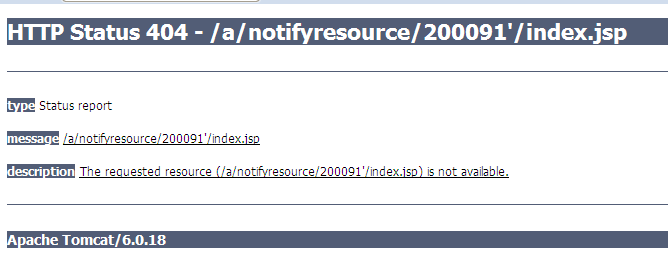 HTTP Status 404 - /a/notifyresource/200091'/index.jsp
type Status report
message /a/notifyresource/200091'/index.jsp
description The requested resource (/a/notifyresource/200091'/index.jsp) is not available.
Apache Tomcat/6.0.18